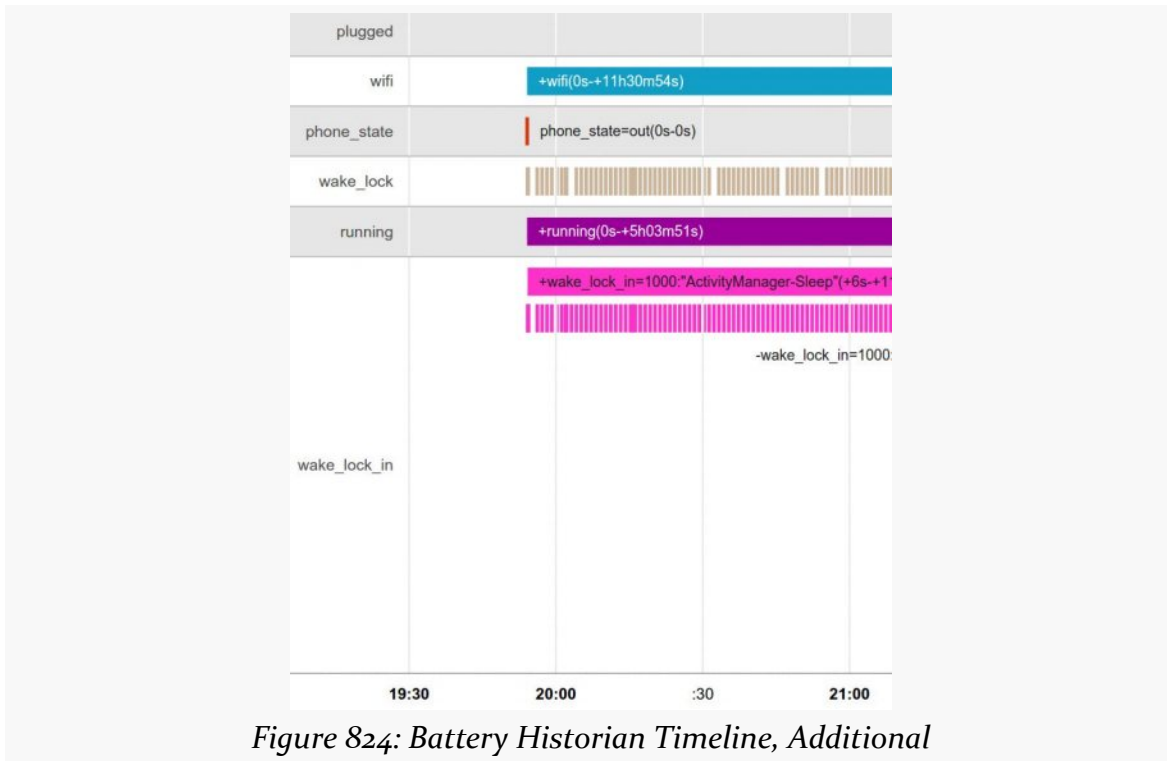 plugged
wifi +wifi(0s-+11h30m54s)
phone_state phone_state=out(0s-0s)
wake_lock
running +running(0s-+5h03m51s)
+wake_lock_in=1000:"ActivityManager-Sleep"(+6s-+1
-wake_lock_in=1000:
wake_lock_in
19:30 20:00 :30 21:00
Figure 824: Battery Historian Timeline, Additional